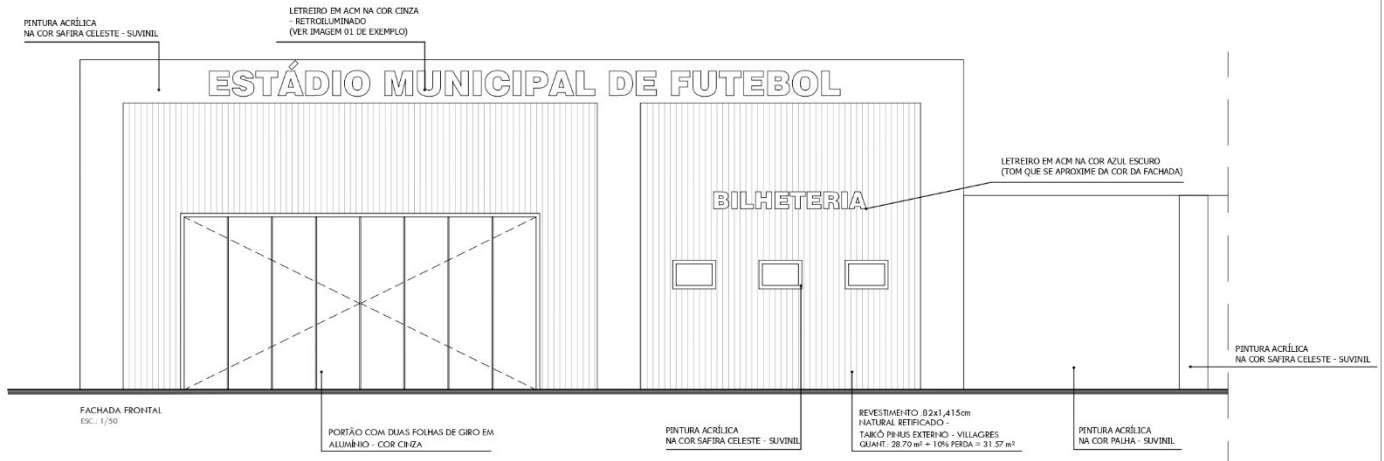 PINTURA ACRÍLICA
NA COR SAFIRA CELESTE - SUVINIL
LETREIRO EM ACM NA COR CINZA
- RETROILUMINADO
(VER IMAGEM 01 DE EXEMPLO)
ESTÁDIO MUNICIPAL DE FUTEBOL
LETREIRO EM ACM NA COR AZUL ESCURO
(TOM QUE SE APROXIME DA COR DA FACHADA)
BILHETERIA
PINTURA ACRÍLICA
NA COR SAFIRA CELESTE - SUVINIL
FACHADA FRONTAL
ESC.: 1/50
PORTÃO COM DUAS FOLHAS DE GIRO EM
ALUMÍNIO - COR CINZA
PINTURA ACRÍLICA
NA COR SAFIRA CELESTE - SUVINIL
REVESTIMENTO .82x1,415cm
NATURAL RETIFICADO -
TAIKÔ PINUS EXTERNO - VILLAGRES
QUANT.: 28.70 m² + 10% PERDA = 31.57 m²
PINTURA ACRÍLICA
NA COR PALHA - SUVINIL